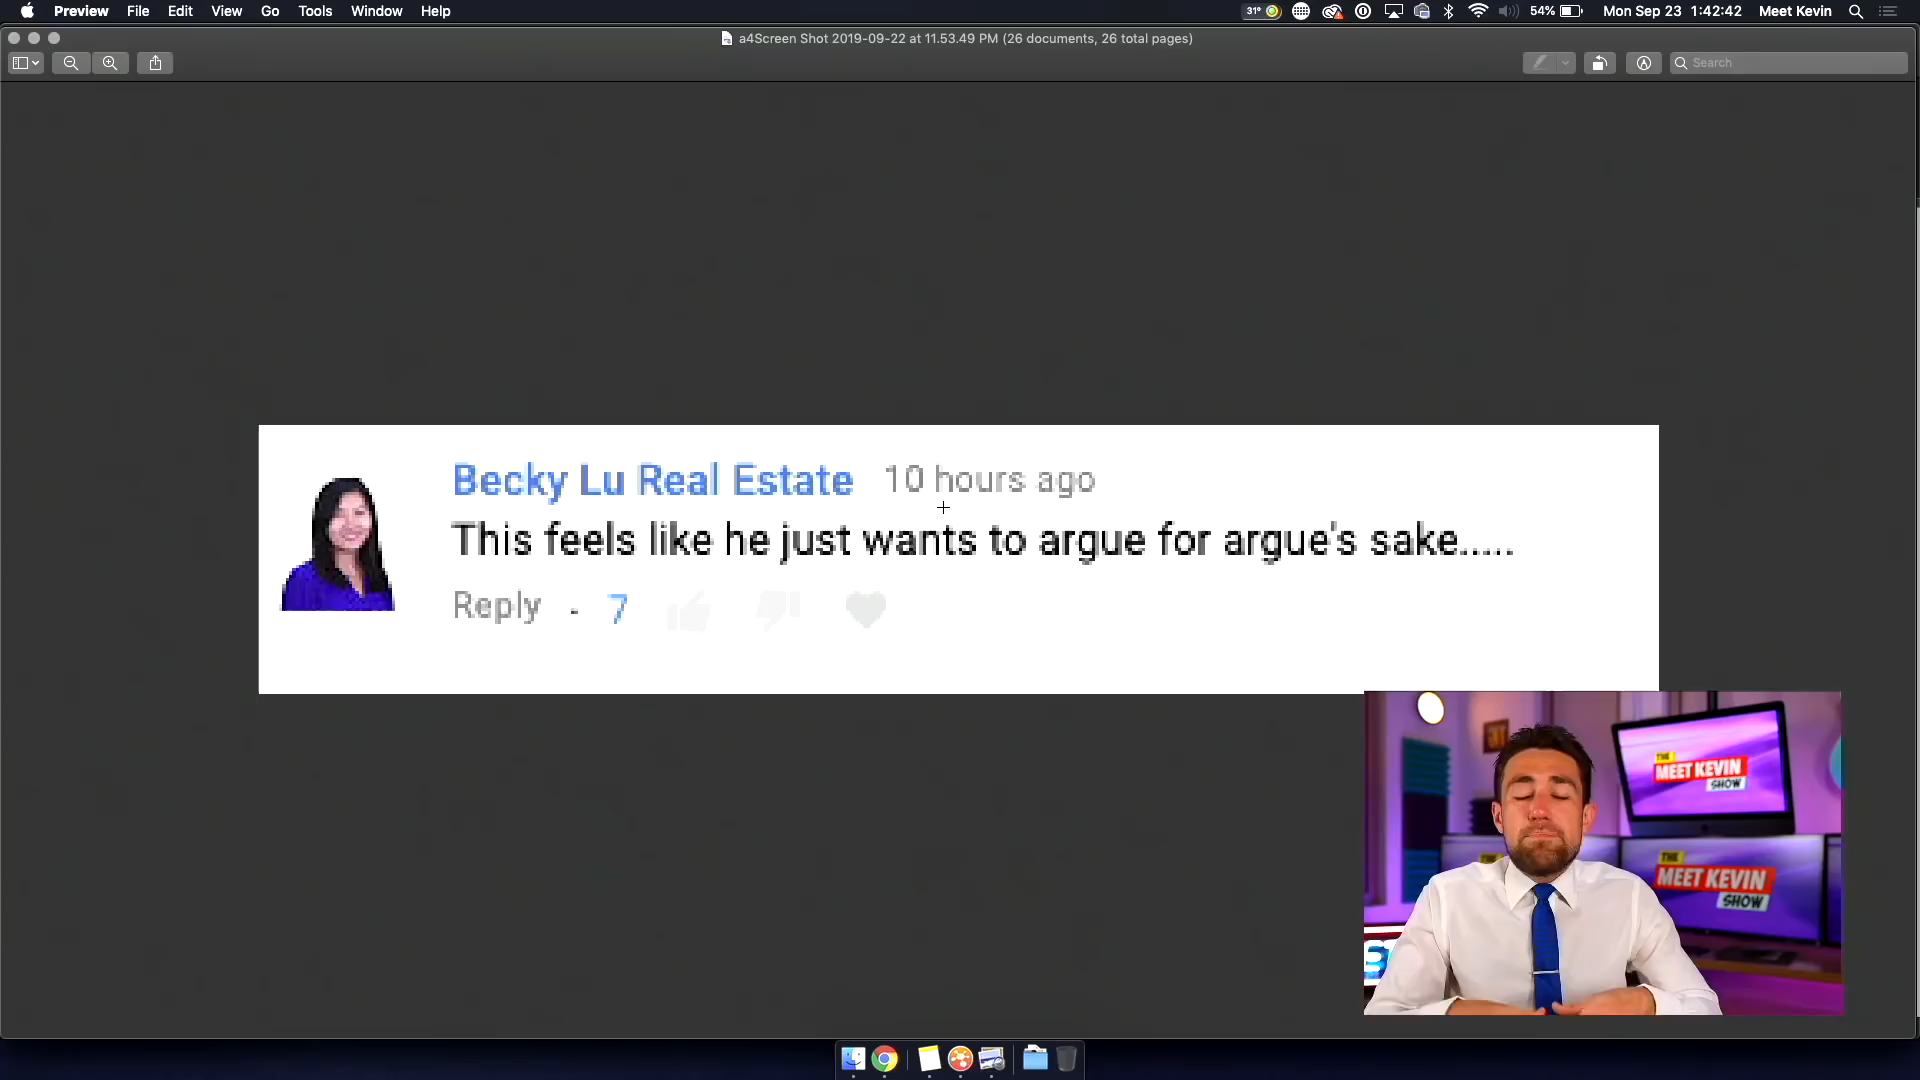 Preview File Edit View Go Tools Window Help
31° 54% Mon Sep 23 1:42:42 Meet Kevin
a4Screen Shot 2019-09-22 at 11.53.49 PM (26 documents, 26 total pages)
Search
Becky Lu Real Estate 10 hours ago
This feels like he just wants to argue for argue's sake.....
Reply - 7
THE
MEET KEVIN
SHOW
THE
MEET KEVIN
SHOW